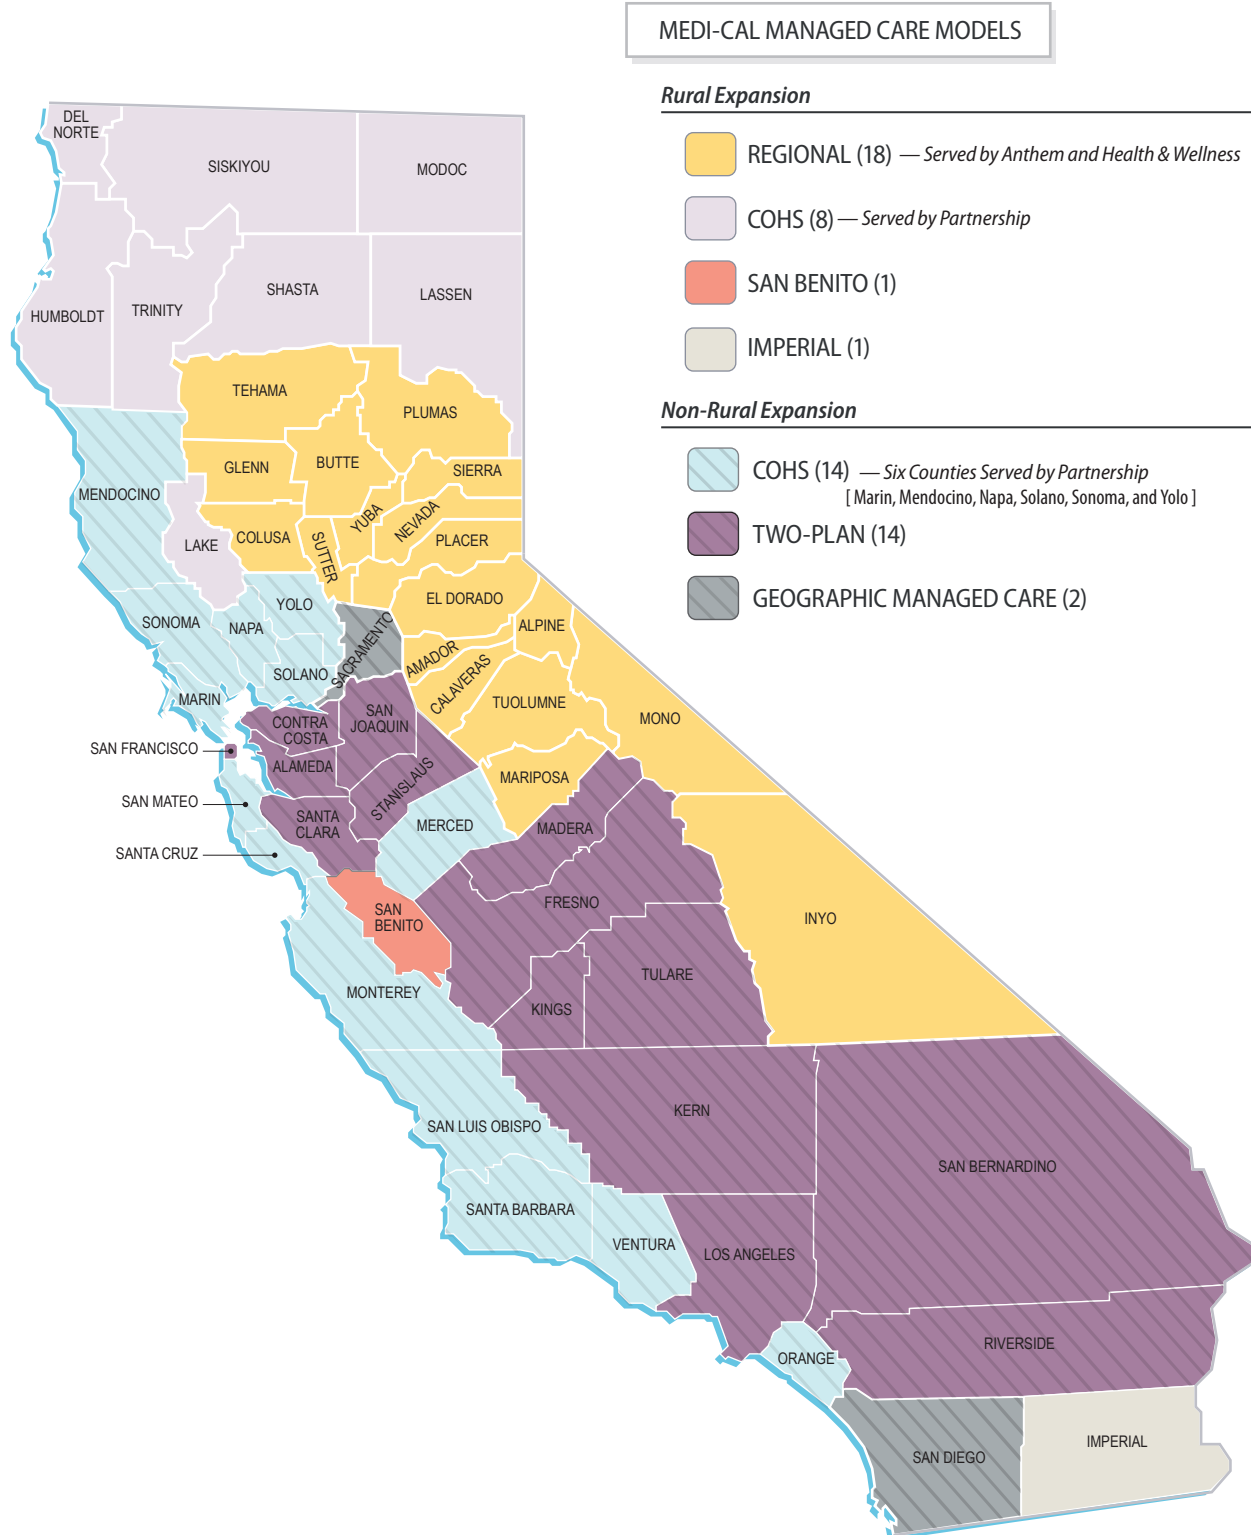 MEDI-CAL MANAGED CARE MODELS
Rural Expansion
REGIONAL (18) — Served by Anthem and Health & Wellness
COHS (8) — Served by Partnership
SAN BENITO (1)
IMPERIAL (1)
Non-Rural Expansion
COHS (14) — Six Counties Served by Partnership
[ Marin, Mendocino, Napa, Solano, Sonoma, and Yolo ]
TWO-PLAN (14)
GEOGRAPHIC MANAGED CARE (2)
DEL
NORTE
SISKIYOU
MODOC
HUMBOLDT
TRINITY
SHASTA
LASSEN
TEHAMA
PLUMAS
MENDOCINO
GLENN
BUTTE
SIERRA
LAKE
COLUSA
SUTTER
YUBA
NEVADA
PLACER
SONOMA
NAPA
YOLO
SACRAMENTO
EL DORADO
ALPINE
SOLANO
AMADOR
CALAVERAS
MARIN
CONTRA
COSTA
SAN
JOAQUIN
TUOLUMNE
MONO
SAN FRANCISCO
ALAMEDA
STANISLAUS
MARIPOSA
SAN MATEO
SANTA
CLARA
MERCED
MADERA
SANTA CRUZ
SAN
BENITO
FRESNO
INYO
MONTEREY
KINGS
TULARE
SAN LUIS OBISPO
KERN
SAN BERNARDINO
SANTA BARBARA
VENTURA
LOS ANGELES
ORANGE
RIVERSIDE
SAN DIEGO
IMPERIAL